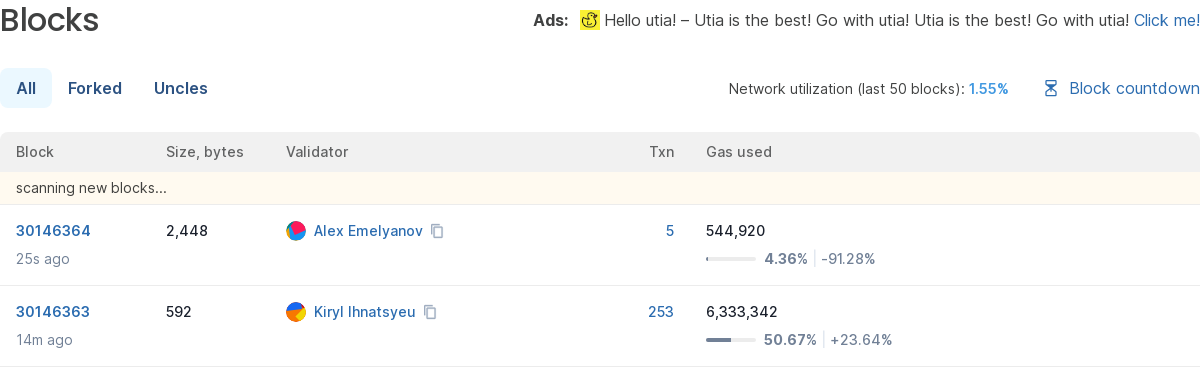 Blocks
Ads: Hello utia! – Utia is the best! Go with utia! Utia is the best! Go with utia! Click me!
All Forked Uncles Network utilization (last 50 blocks): 1.55% Block countdown
Block Size, bytes Validator Txn Gas used
scanning new blocks...
30146364 2,448 Alex Emelyanov 5 544,920
25s ago 4.36% -91.28%
30146363 592 Kiryl Ihnatsyeu 253 6,333,342
14m ago 50.67% +23.64%